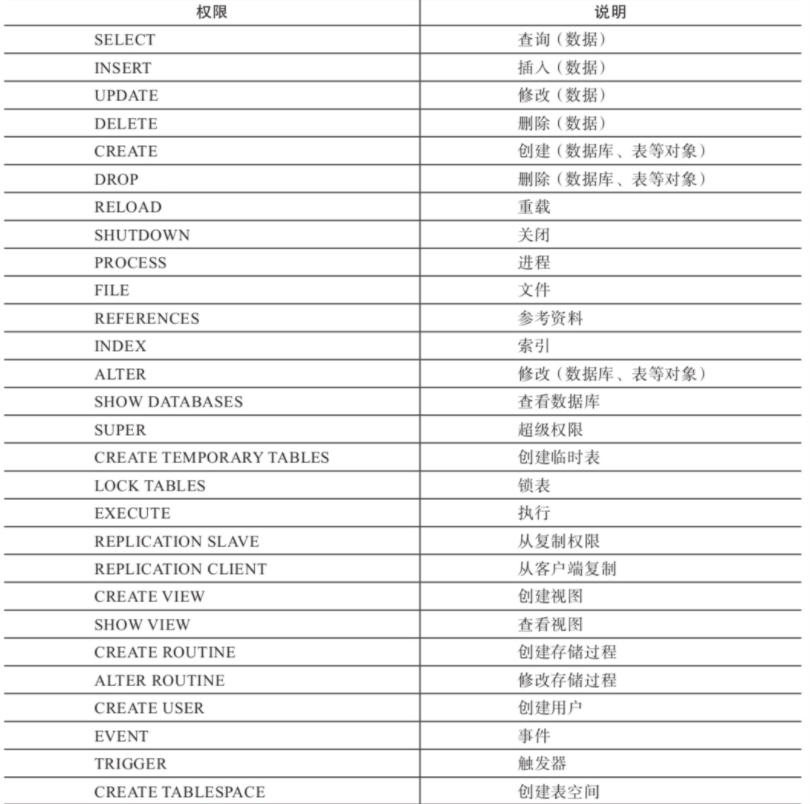 权限 说明
SELECT 查询（数据）
INSERT 插入（数据）
UPDATE 修改（数据）
DELETE 删除（数据）
CREATE 创建（数据库、表等对象）
DROP 删除（数据库、表等对象）
RELOAD 重载
SHUTDOWN 关闭
PROCESS 进程
FILE 文件
REFERENCES 参考资料
INDEX 索引
ALTER 修改（数据库、表等对象）
SHOW DATABASES 查看数据库
SUPER 超级权限
CREATE TEMPORARY TABLES 创建临时表
LOCK TABLES 锁表
EXECUTE 执行
REPLICATION SLAVE 从复制权限
REPLICATION CLIENT 从客户端复制
CREATE VIEW 创建视图
SHOW VIEW 查看视图
CREATE ROUTINE 创建存储过程
ALTER ROUTINE 修改存储过程
CREATE USER 创建用户
EVENT 事件
TRIGGER 触发器
CREATE TABLESPACE 创建表空间